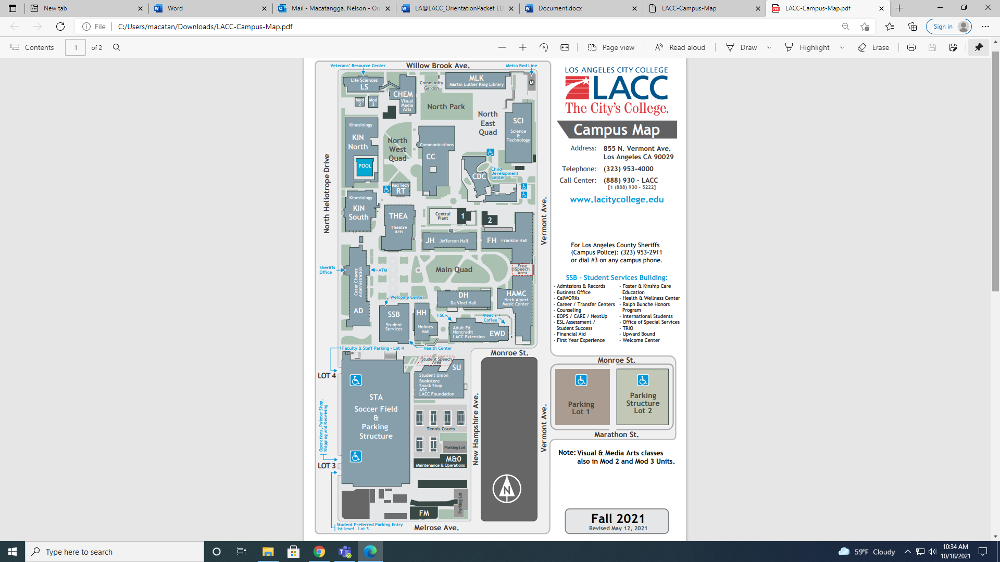 New tab
Word
Mail - Macatangga, Nelson - Ou
LA@LACC_OrientationPacket ED
Document.docx
LACC-Campus-Map
LACC-Campus-Map.pdf
File
C:/Users/macatan/Downloads/LACC-Campus-Map.pdf
Sign in
Contents
1
of 2
Page view
Read aloud
Draw
Highlight
Erase
Veterans' Resource Center
Willow Brook Ave.
Metro Red Line
Life Sciences
LS
CHEM
Visual
Media
Arts
Mod
2
Mod
3
Community
Garden
MLK
Martin Luther King Library
M
North Park
North
East
Quad
SCI
Science
&
Technology
Kinesiology
KIN
North
POOL
North
West
Quad
Communications
CC
CDC
Child
Development
Center
Rad Tech
RT
North Heliotrope Drive
Kinesiology
KIN
South
THEA
Theatre
Arts
Central
Plant
1
2
Vermont Ave.
JH Jefferson Hall
FH Franklin Hall
Sheriffs
Office
Cesar Chavez
Administration
AD
ATM
Main Quad
Free
Speech
Area
Welcome Center
DH
Da Vinci Hall
HAMC
Herb Alpert
Music Center
SSB
Student
Services
HH
Holmes
Hall
FSC
Peet's
Coffee
Adult Ed
Noncredit
LACC Extension
EWD
Faculty & Staff Parking - Lot 4
Health Center
Monroe St.
LOT 4
Student Speech
Area
SU
Student Union
Bookstore
Snack Shop
ASG
LACC Foundation
STA
Soccer Field
&
Parking
Structure
Operations, Painter Shop,
Shipping and Receiving
LOT 3
Tennis Courts
Parking Lot
M&O
Maintenance & Operations
New Hampshire Ave.
Vermont Ave.
N
Parking Lot
FM
Student Preferred Parking Entry
1st level - Lot 3
Melrose Ave.
LOS ANGELES CITY COLLEGE
LACC
The City's College.
Campus Map
Address: 855 N. Vermont Ave.
Los Angeles CA 90029
Telephone: (323) 953-4000
Call Center: (888) 930 - LACC
[1 (888) 930 - 5222]
www.lacitycollege.edu
For Los Angeles County Sheriffs
(Campus Police): (323) 953-2911
or dial #3 on any campus phone.
SSB - Student Services Building:
- Admissions & Records
- Business Office
- CalWORKs
- Career / Transfer Centers
- Counseling
- EOPS / CARE / NextUp
- ESL Assessment /
Student Success
- Financial Aid
- First Year Experience
- Foster & Kinship Care
Education
- Health & Wellness Center
- Ralph Bunche Honors
Program
- International Students
- Office of Special Services
- TRIO
- Upward Bound
- Welcome Center
Monroe St.
Parking
Lot 1
Parking
Structure
Lot 2
Marathon St.
Note: Visual & Media Arts classes
also in Mod 2 and Mod 3 Units.
Fall 2021
Revised May 12, 2021
Type here to search
59°F Cloudy
10:34 AM
10/18/2021